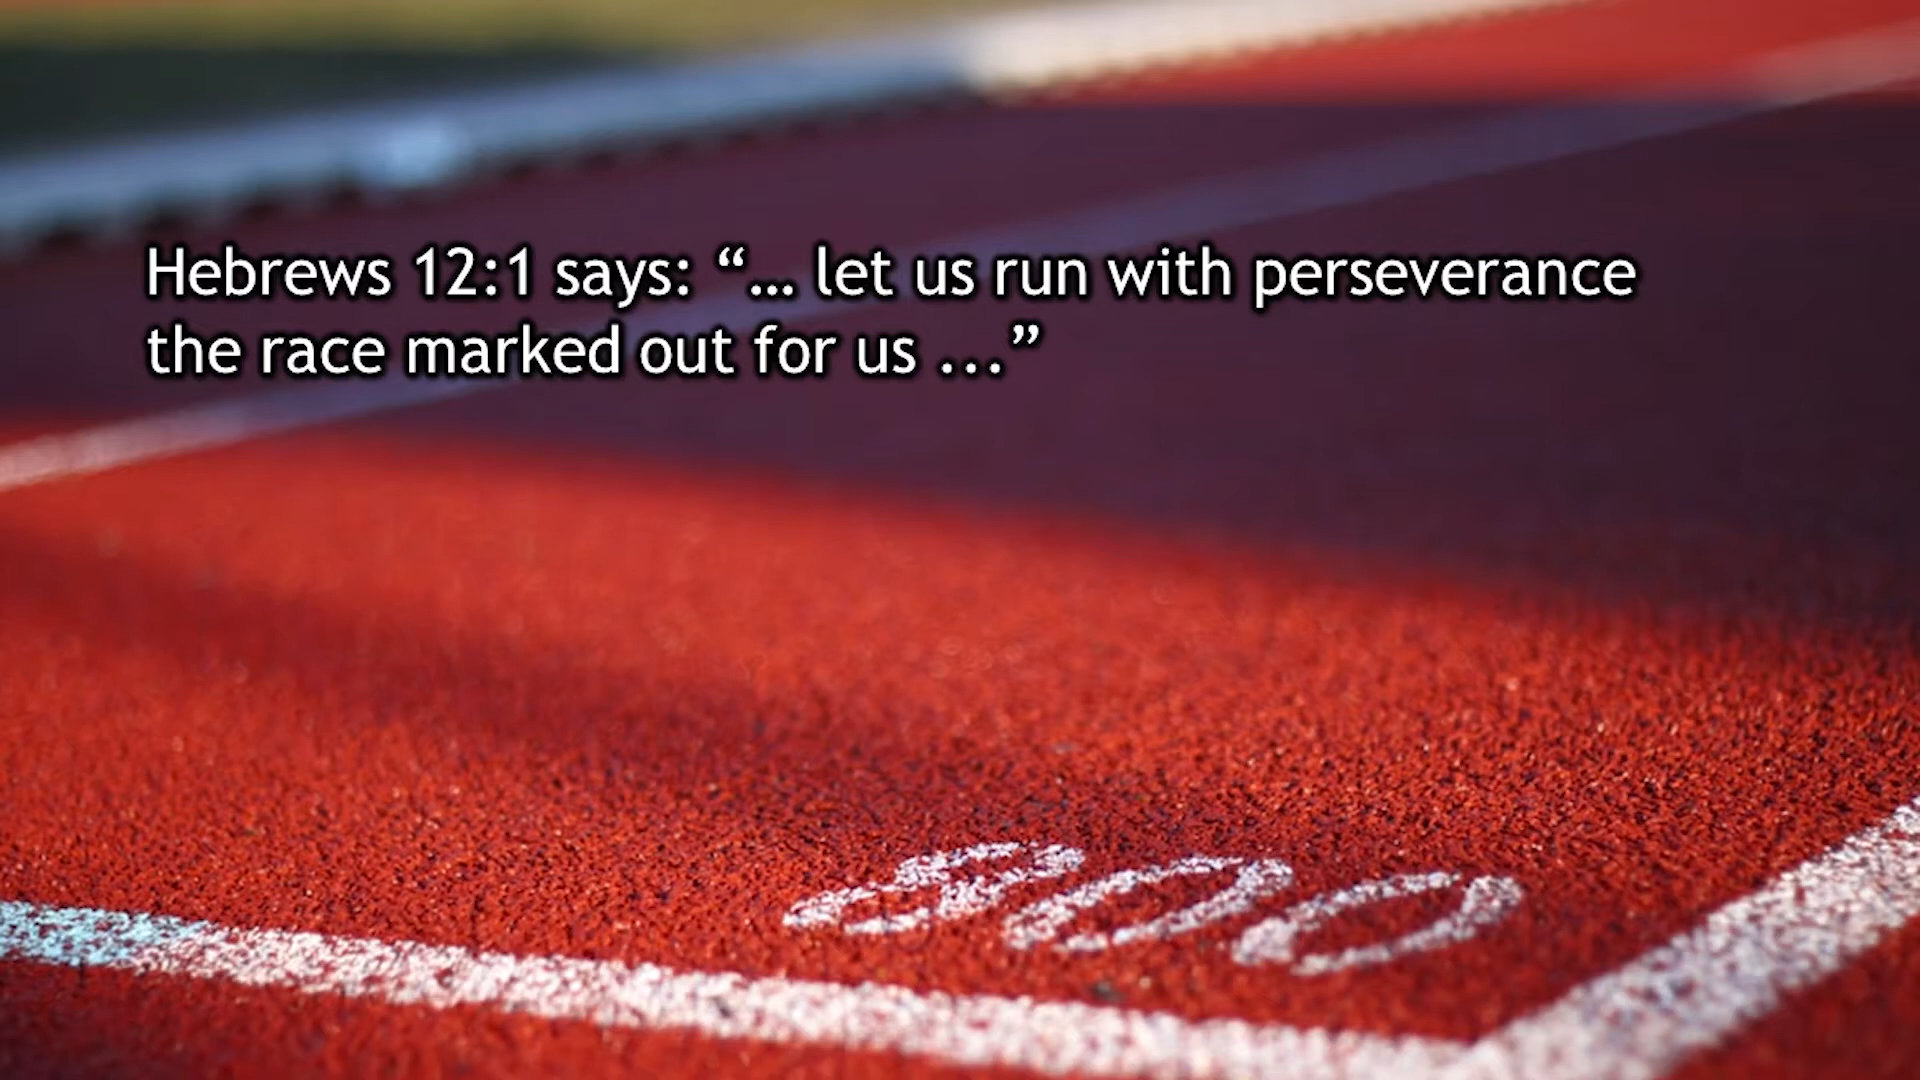 Hebrews 12:1 says: “… let us run with perseverance
the race marked out for us ...”
800